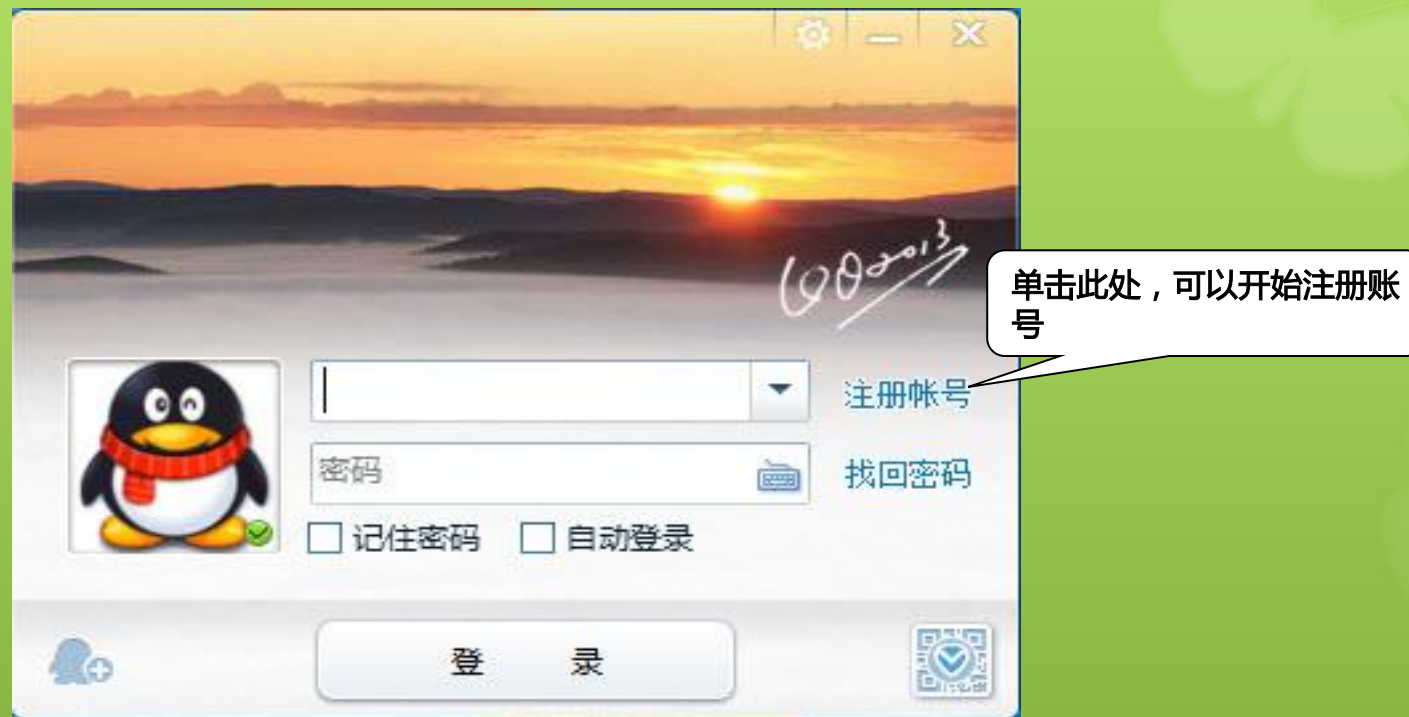 QQ2013
单击此处，可以开始注册账
号
注册帐号
密码
找回密码
记住密码 自动登录
登 录